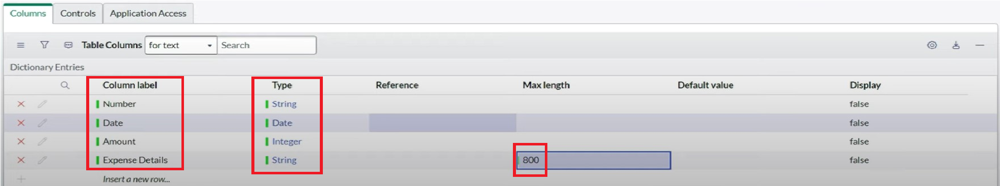 Columns Controls Application Access
Table Columns for text Search
Dictionary Entries
Column label Type Reference Max length Default value Display
Number String false
Date Date false
Amount Integer false
Expense Details String 800 false
Insert a new row...